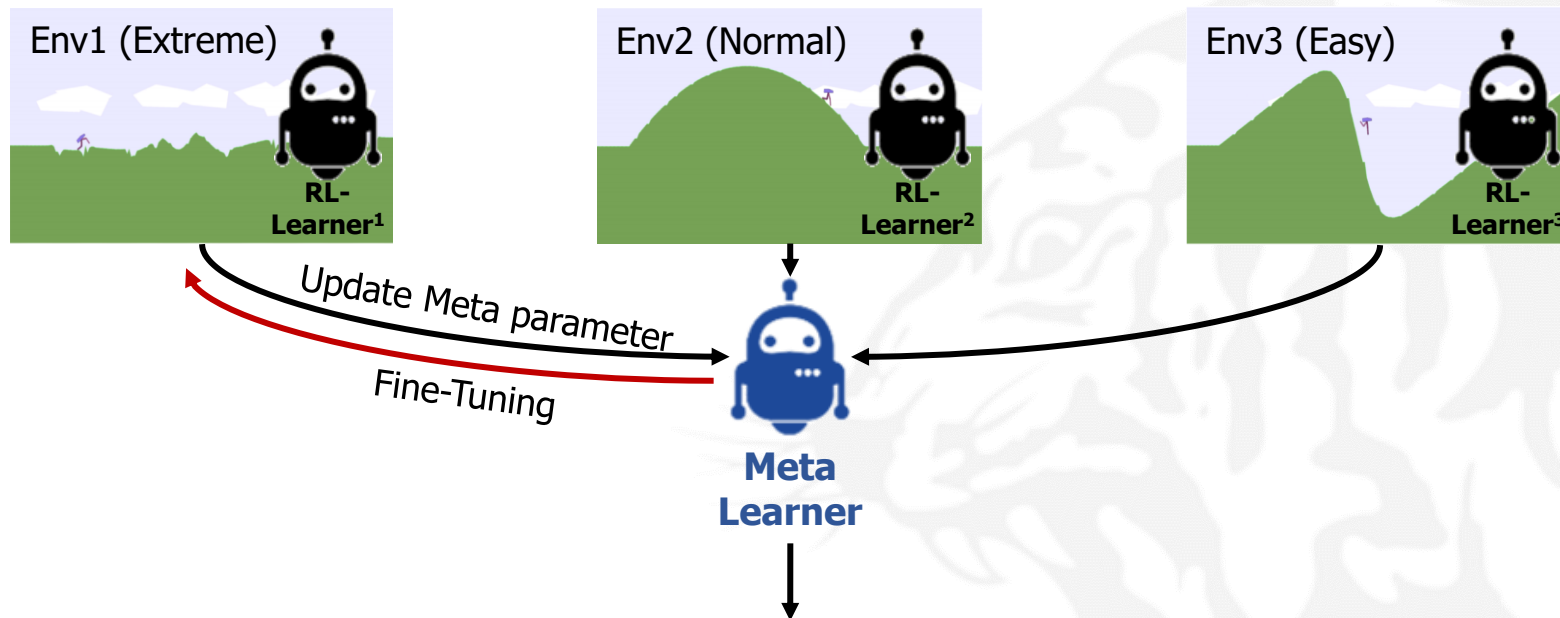 Env1 (Extreme)
RL-
Learner¹
Env2 (Normal)
RL-
Learner²
Env3 (Easy)
RL-
Learner³
Update Meta parameter
Fine-Tuning
Meta
Learner